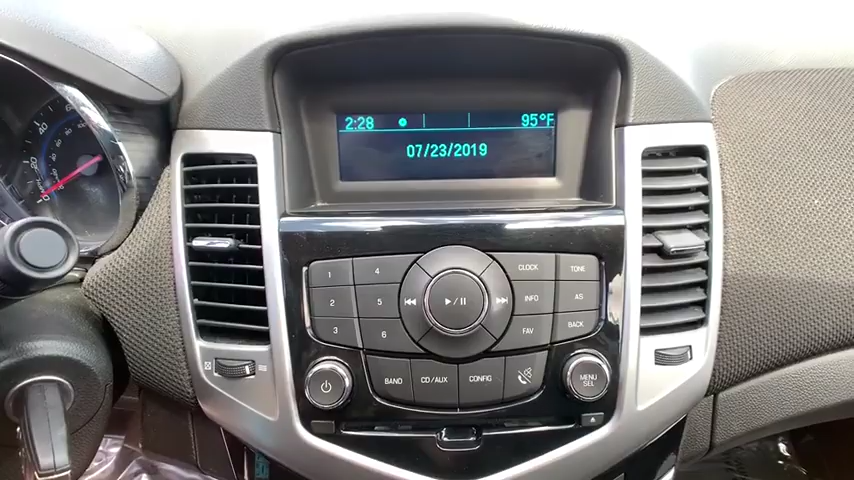 2:28 95°F
07/23/2019
1 4 CLOCK TONE
2 5 INFO AS
3 6 FAV BACK
BAND CD/AUX CONFIG
MENU
SEL